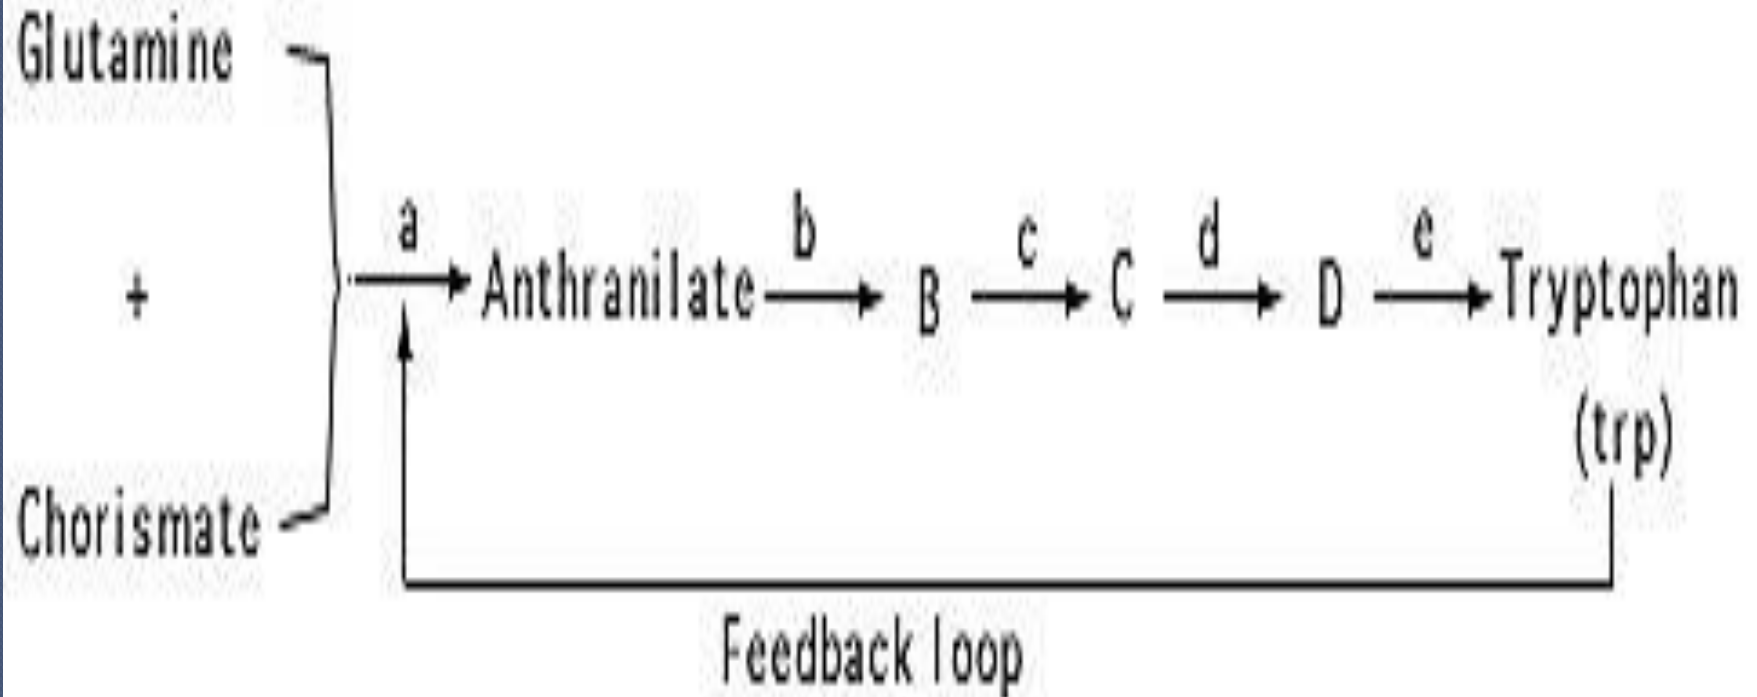 Glutamine
+
Chorismate
a
Anthranilate
b
B
c
C
d
D
e
Tryptophan
(trp)
Feedback loop